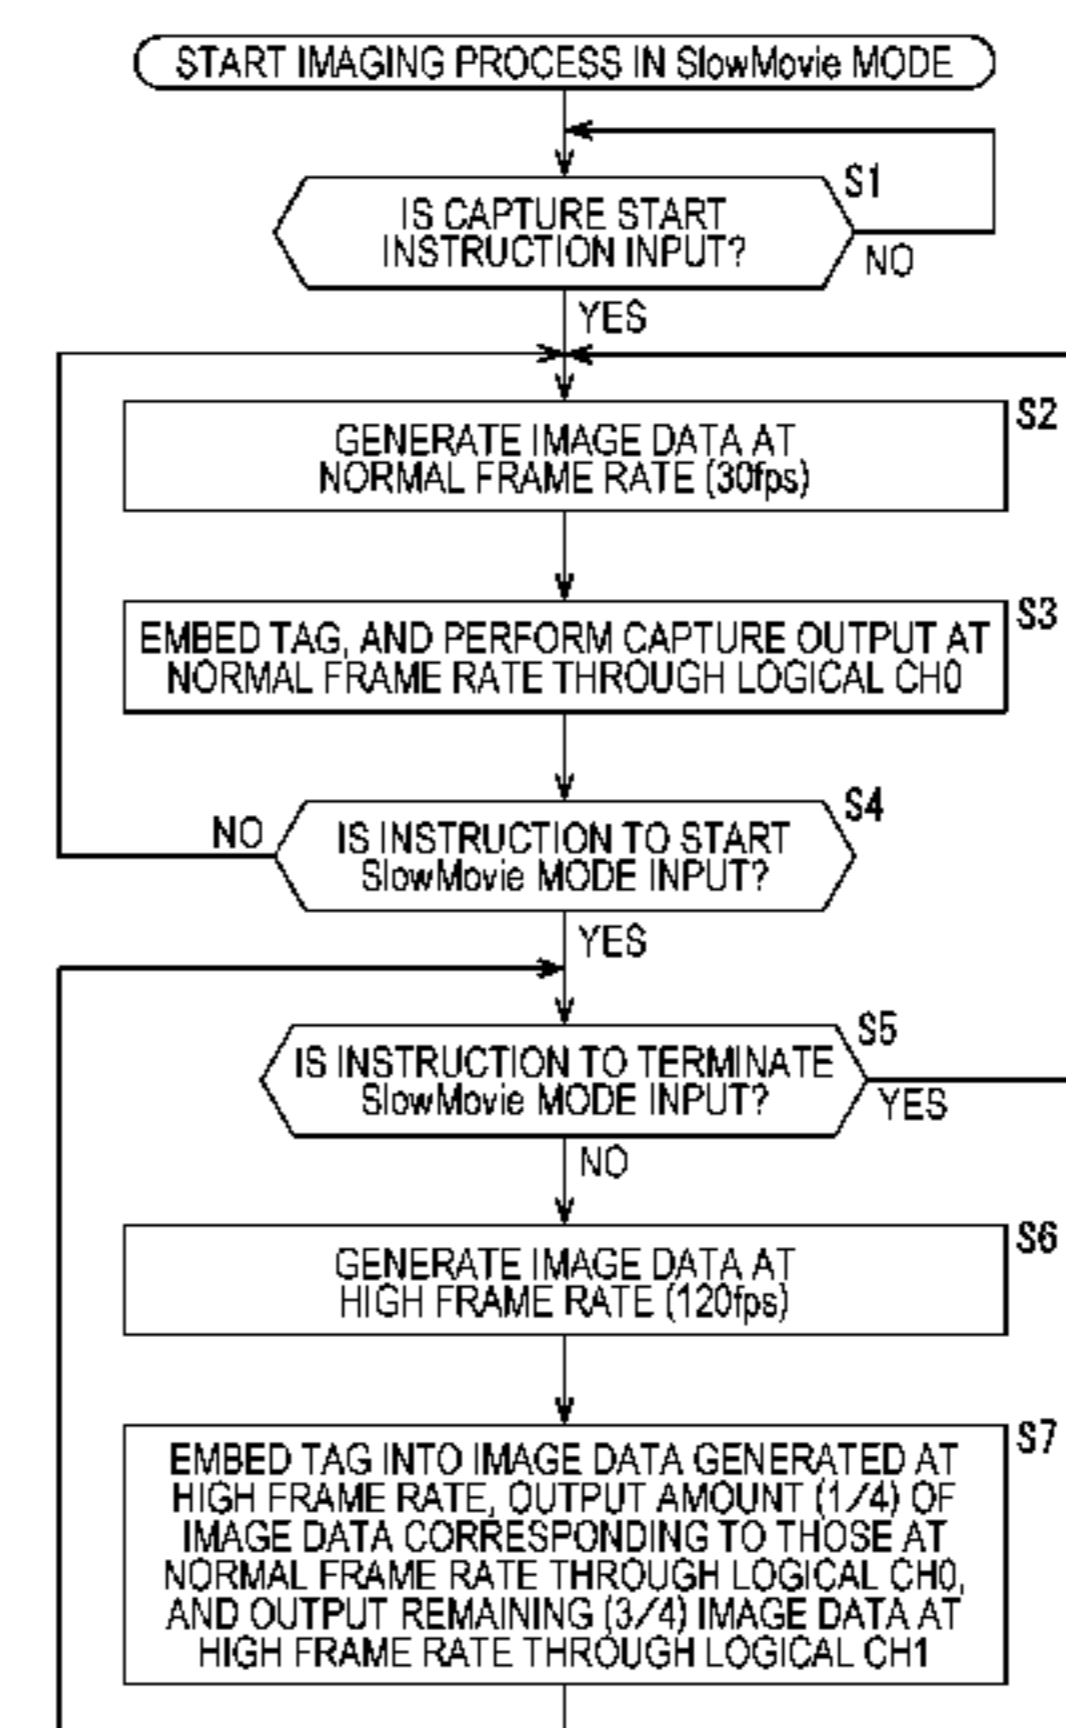 START IMAGING PROCESS IN SlowMovie MODE
S1
IS CAPTURE START
INSTRUCTION INPUT?
NO
YES
S2
GENERATE IMAGE DATA AT
NORMAL FRAME RATE (30fps)
S3
EMBED TAG, AND PERFORM CAPTURE OUTPUT AT
NORMAL FRAME RATE THROUGH LOGICAL CH0
S4
NO
IS INSTRUCTION TO START
SlowMovie MODE INPUT?
YES
S5
IS INSTRUCTION TO TERMINATE
SlowMovie MODE INPUT?
YES
NO
S6
GENERATE IMAGE DATA AT
HIGH FRAME RATE (120fps)
S7
EMBED TAG INTO IMAGE DATA GENERATED AT
HIGH FRAME RATE, OUTPUT AMOUNT (1/4) OF
IMAGE DATA CORRESPONDING TO THOSE AT
NORMAL FRAME RATE THROUGH LOGICAL CH0,
AND OUTPUT REMAINING (3/4) IMAGE DATA AT
HIGH FRAME RATE THROUGH LOGICAL CH1